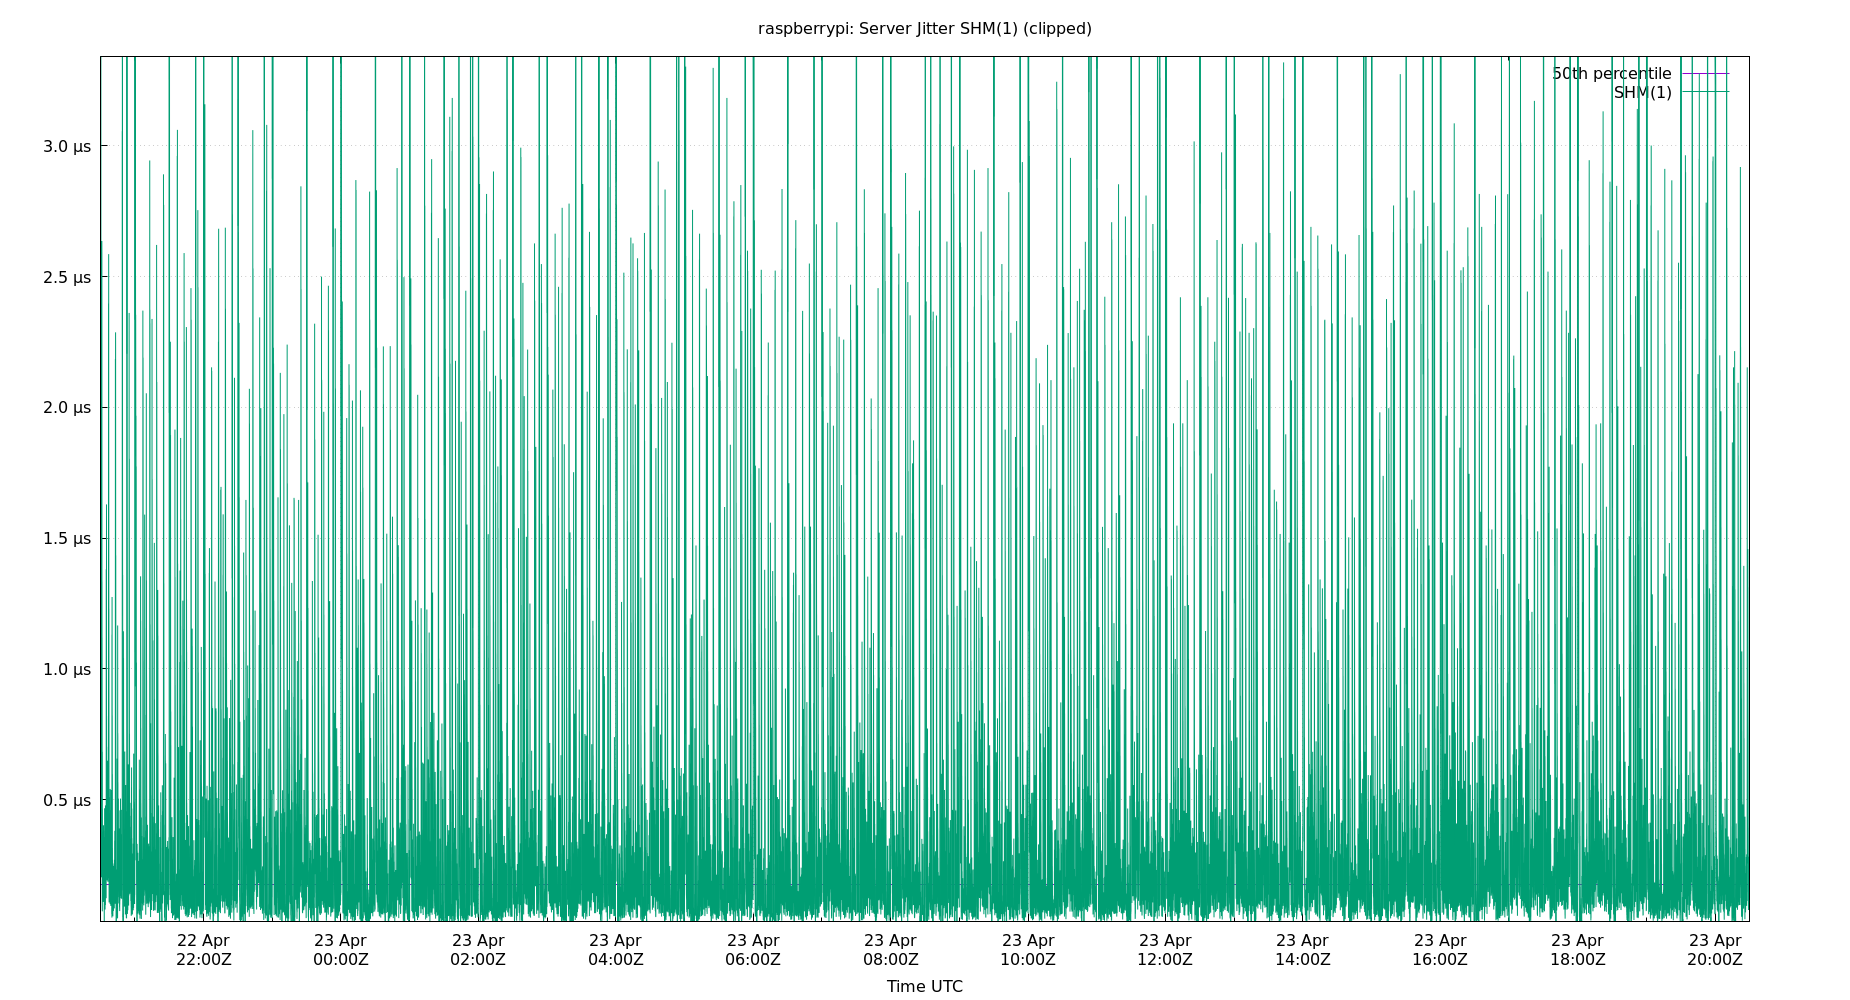 raspberrypi: Server Jitter SHM(1) (clipped)
50th percentile
SHM(1)
3.0 µs
2.5 µs
2.0 µs
1.5 µs
1.0 µs
0.5 µs
22 Apr 23 Apr 23 Apr 23 Apr 23 Apr 23 Apr 23 Apr 23 Apr 23 Apr 23 Apr 23 Apr 23 Apr
22:00Z 00:00Z 02:00Z 04:00Z 06:00Z 08:00Z 10:00Z 12:00Z 14:00Z 16:00Z 18:00Z 20:00Z
Time UTC